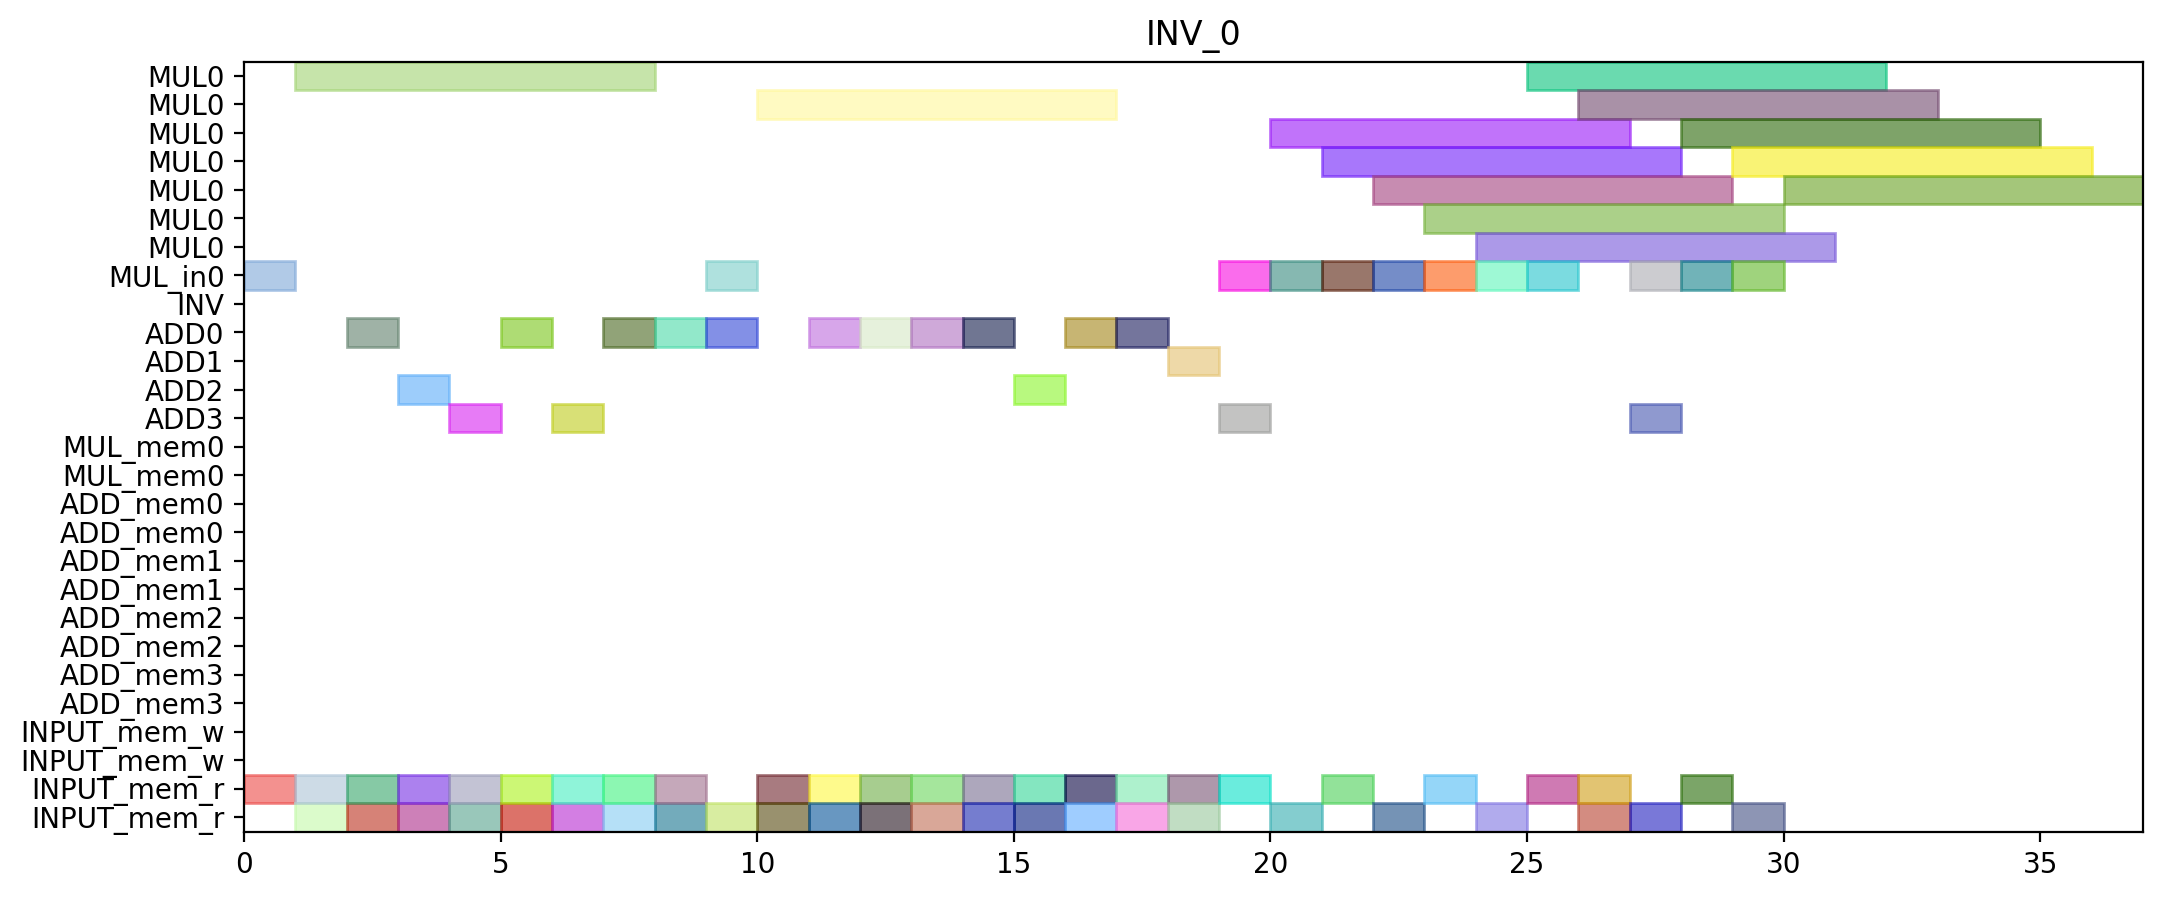 INV_0
MUL0
MUL0
MUL0
MUL0
MUL0
MUL0
MUL0
MUL_in0
INV
ADD0
ADD1
ADD2
ADD3
MUL_mem0
MUL_mem0
ADD_mem0
ADD_mem0
ADD_mem1
ADD_mem1
ADD_mem2
ADD_mem2
ADD_mem3
ADD_mem3
INPUT_mem_w
INPUT_mem_w
INPUT_mem_r
INPUT_mem_r
0 5 10 15 20 25 30 35